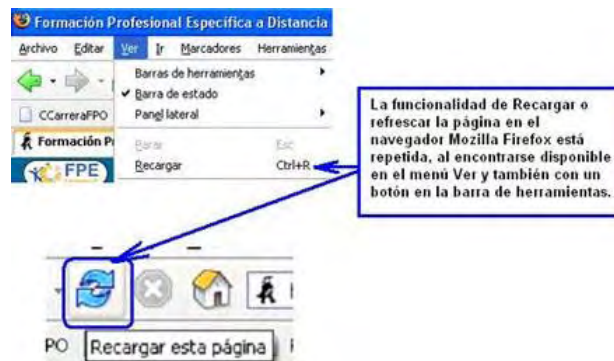 Formación Profesional Específica a Distancia
Archivo Editar Ver Ir Marcadores Herramientas
Barras de herramientas
Barra de estado
CCarreraFPO Panel lateral
Formación P
Parar Esc
FPE Recargar Ctrl+R
La funcionalidad de Recargar o
refrescar la página en el
navegador Mozilla Firefox está
repetida, al encontrarse disponible
en el menú Ver y también con un
botón en la barra de herramientas.
PO Recargar esta página